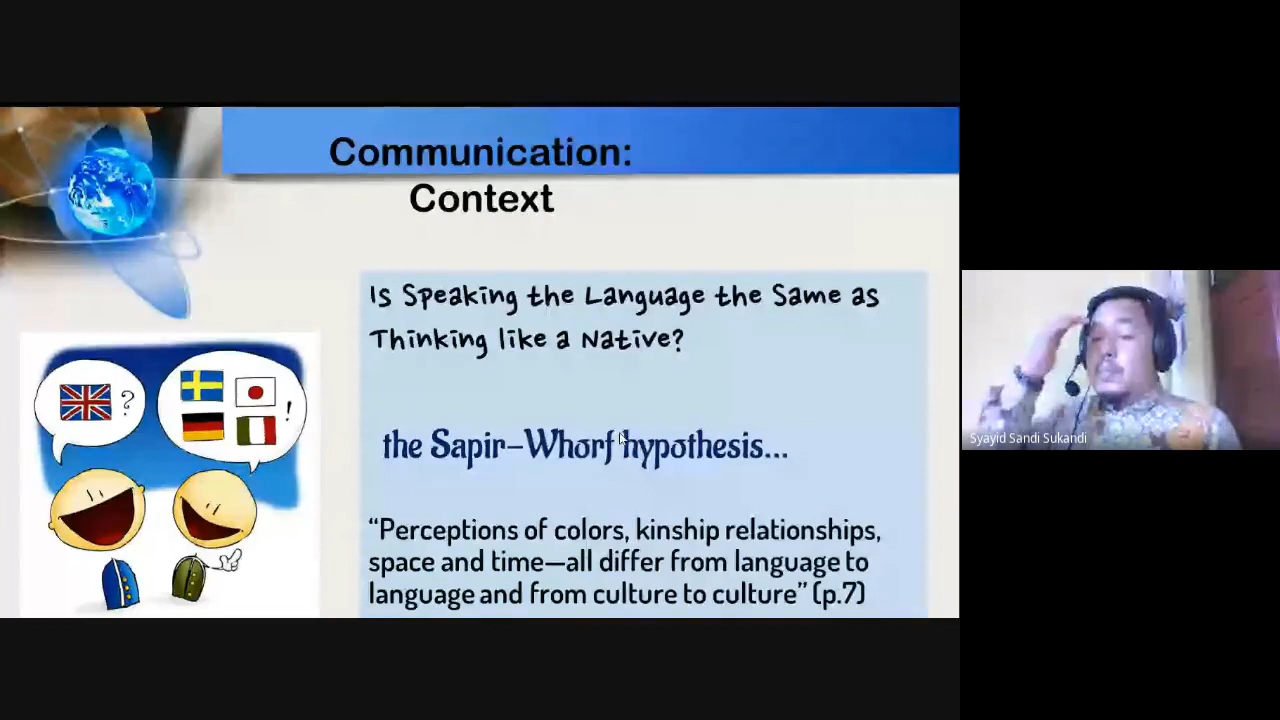 Communication:
Context
Is Speaking the Language the Same as
Thinking like a Native?
?
!
the Sapir-Whorf hypothesis...
“Perceptions of colors, kinship relationships,
space and time—all differ from language to
language and from culture to culture” (p.7)
Syayid Sandi Sukandi